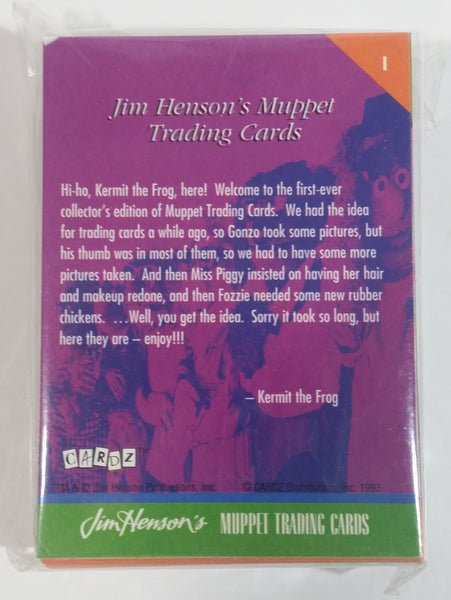 1
Jim Henson's Muppet
Trading Cards
Hi-ho, Kermit the Frog, here! Welcome to the first-ever
collector's edition of Muppet Trading Cards. We had the idea
for trading cards a while ago, so Gonzo took some pictures, but
his thumb was in most of them, so we had to have some more
pictures taken. And then Miss Piggy insisted on having her hair
and makeup redone, and then Fozzie needed some new rubber
chickens. ...Well, you get the idea. Sorry it took so long, but
here they are – enjoy!!!
– Kermit the Frog
CARDZ™
TM & © Jim Henson Productions, Inc. © CARDZ Distribution, Inc. 1993
Jim Henson's MUPPET TRADING CARDS